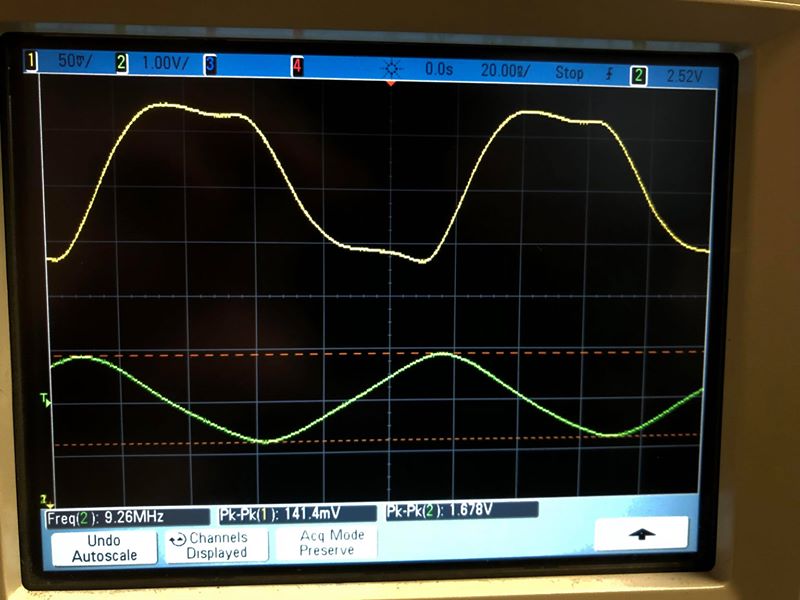 1 50mV/ 2 1.00V/ 3 4 0.0s 20.00ns/ Stop 2 2.52V
T
Freq(2): 9.26MHz Pk-Pk(1): 141.4mV Pk-Pk(2): 1.678V
Undo
Autoscale
Channels
Displayed
Acq Mode
Preserve